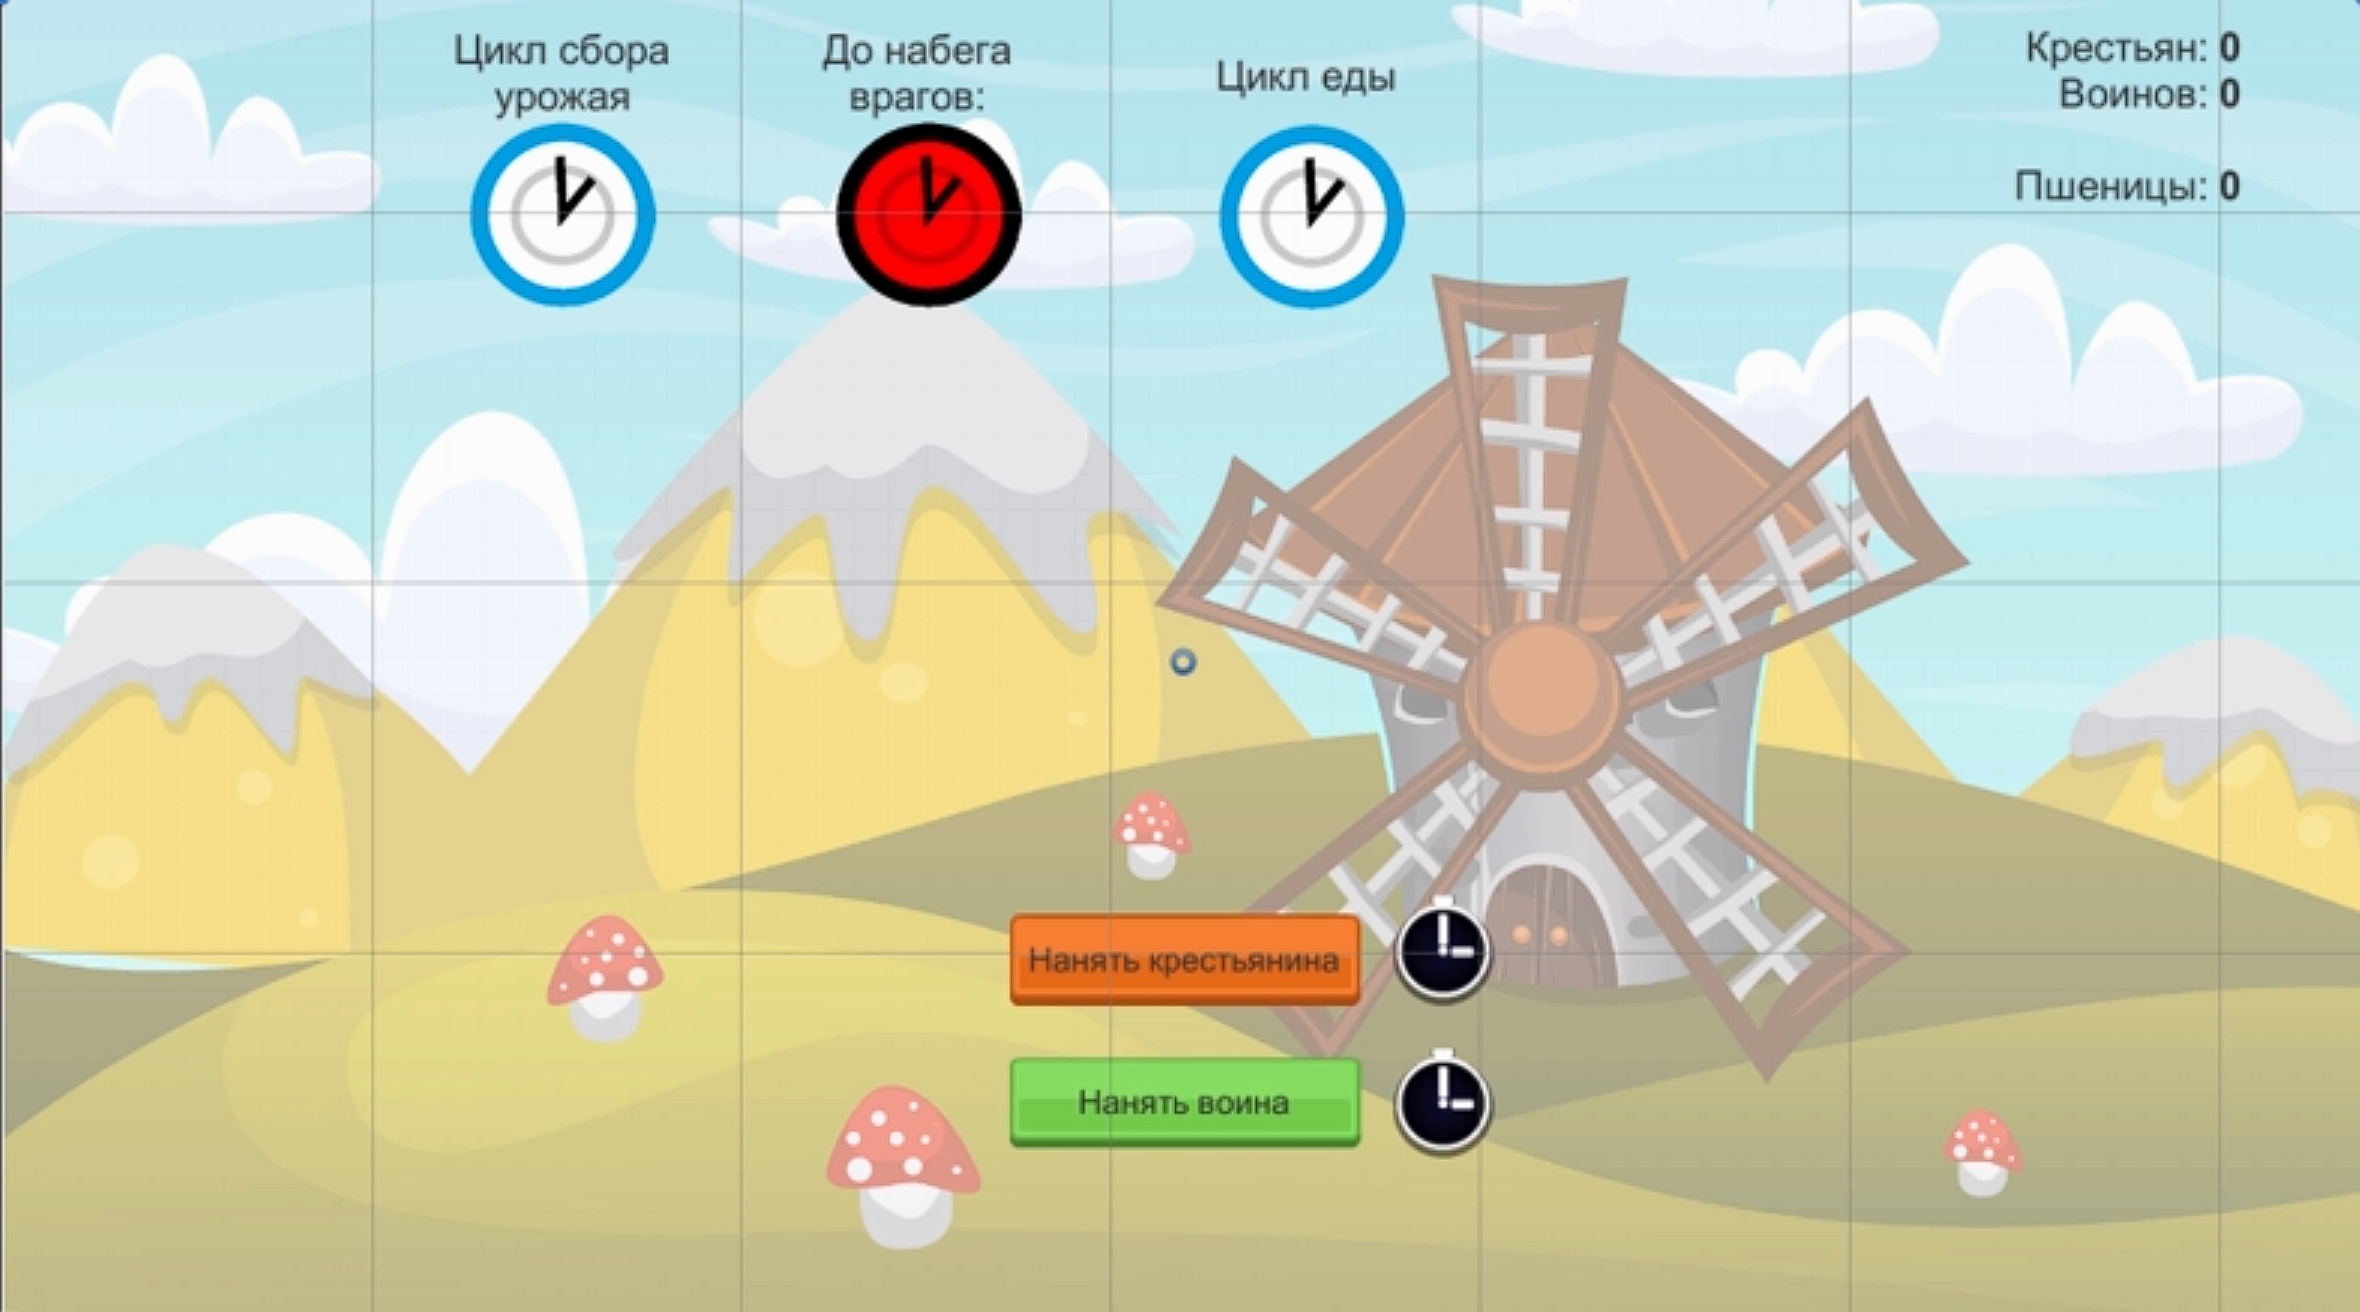 Цикл сбора
урожая
До набега
врагов:
Цикл еды
Крестьян: 0
Воинов: 0
Пшеницы: 0
Нанять крестьянина
Нанять воина